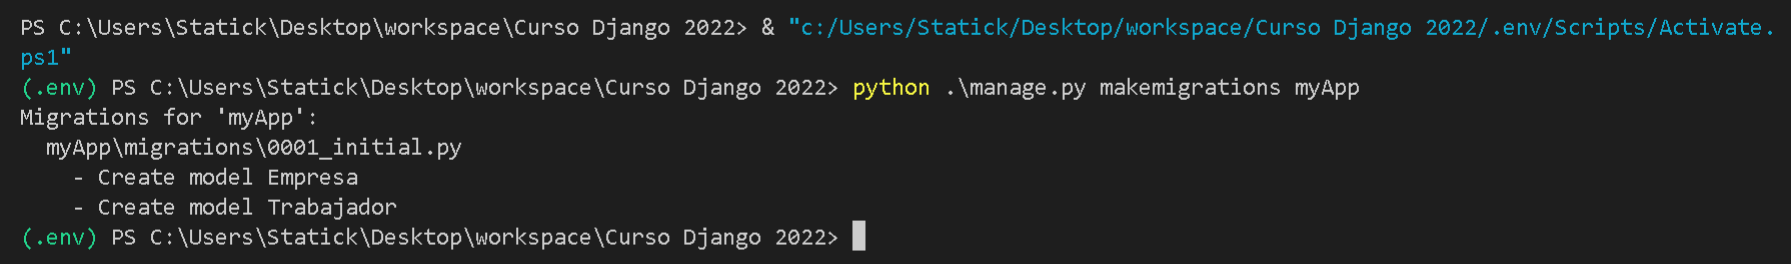 PS C:\Users\Statick\Desktop\workspace\Curso Django 2022> & "c:/Users/Statick/Desktop/workspace/Curso Django 2022/.env/Scripts/Activate.
ps1"
(.env) PS C:\Users\Statick\Desktop\workspace\Curso Django 2022> python .\manage.py makemigrations myApp
Migrations for 'myApp':
  myApp\migrations\0001_initial.py
    - Create model Empresa
    - Create model Trabajador
(.env) PS C:\Users\Statick\Desktop\workspace\Curso Django 2022>